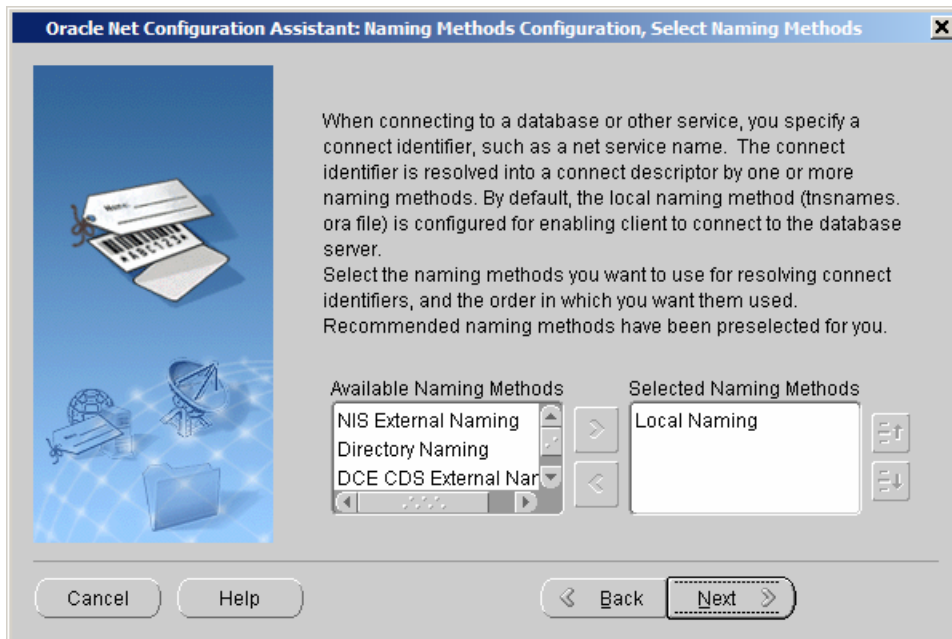 Oracle Net Configuration Assistant: Naming Methods Configuration, Select Naming Methods
When connecting to a database or other service, you specify a
connect identifier, such as a net service name. The connect
identifier is resolved into a connect descriptor by one or more
naming methods. By default, the local naming method (tnsnames.
ora file) is configured for enabling client to connect to the database
server.
Select the naming methods you want to use for resolving connect
identifiers, and the order in which you want them used.
Recommended naming methods have been preselected for you.
Available Naming Methods
NIS External Naming
Directory Naming
DCE CDS External Nar
Selected Naming Methods
Local Naming
Cancel
Help
Back
Next
*ABC123*